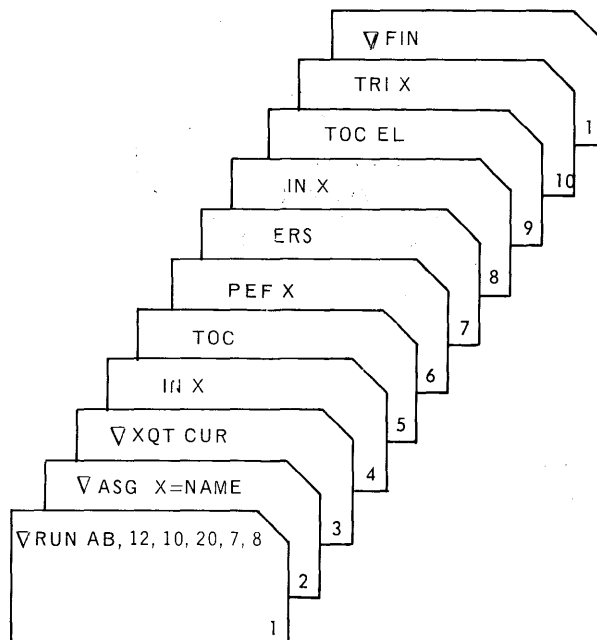 ▽ FIN
TRI X
1
TOC EL
10
IN X
9
ERS
8
PEF X
7
TOC
6
IN X
5
▽ XQT CUR
4
▽ ASG X=NAME
3
▽ RUN AB, 12, 10, 20, 7, 8
2
1